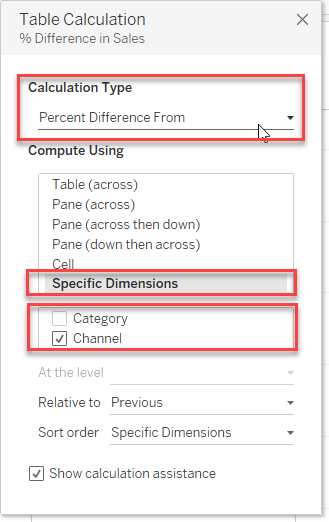 Table Calculation
% Difference in Sales
Calculation Type
Percent Difference From
Compute Using
Table (across)
Pane (across)
Pane (across then down)
Pane (down then across)
Cell
Specific Dimensions
Category
Channel
At the level
Relative to Previous
Sort order Specific Dimensions
Show calculation assistance